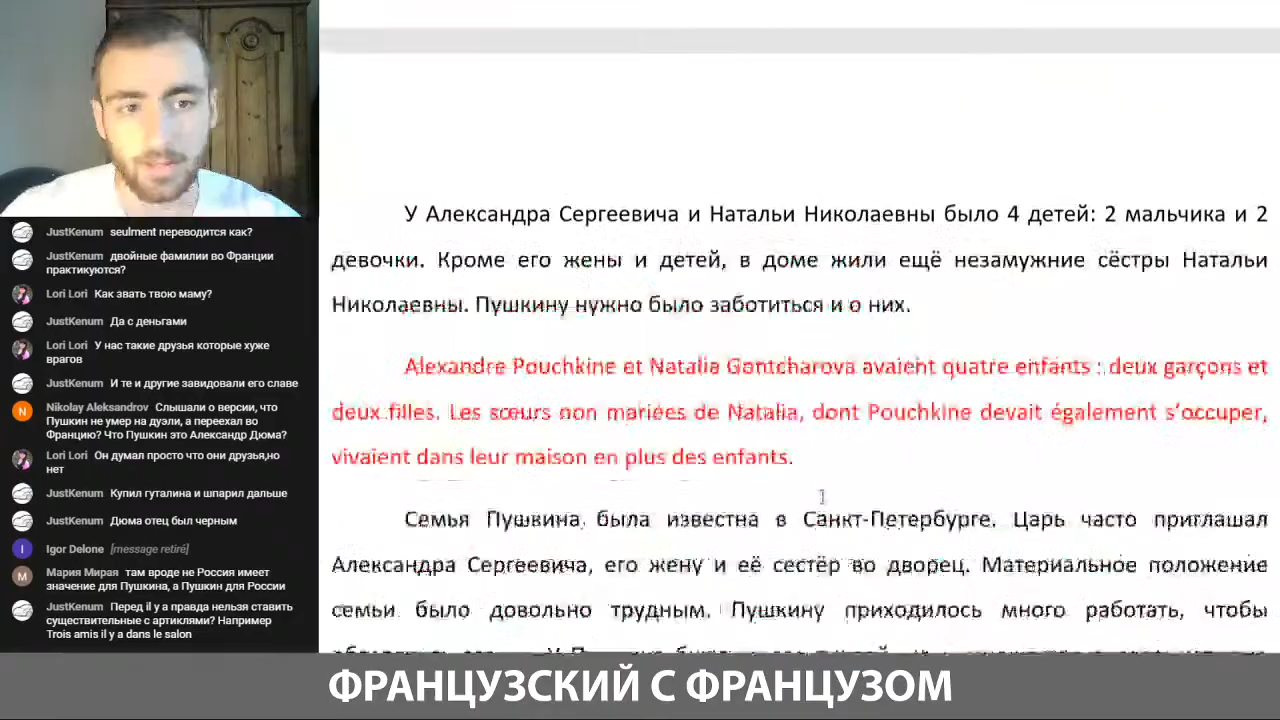 JustKenum seulment переводится как?
JustKenum двойные фамилии во Франции
практикуются?
Lori Lori Как звать твою маму?
JustKenum Да с деньгами
Lori Lori У нас такие друзья которые хуже
врагов
JustKenum И те и другие завидовали его славе
N Nikolay Aleksandrov Слышали о версии, что
Пушкин не умер на дуэли, а переехал во
Францию? Что Пушкин это Александр Дюма?
Lori Lori Он думал просто что они друзья,но
нет
JustKenum Купил гуталина и шпарил дальше
JustKenum Дюма отец был черным
I Igor Delone [message retiré]
М Мария Мирая там вроде не Россия имеет
значение для Пушкина, а Пушкин для России
JustKenum Перед il y a правда нельзя ставить
существительные с артиклями? Например
Trois amis il y a dans le salon
У Александра Сергеевича и Натальи Николаевны было 4 детей: 2 мальчика и 2
девочки. Кроме его жены и детей, в доме жили ещё незамужние сёстры Натальи
Николаевны. Пушкину нужно было заботиться и о них.
Alexandre Pouchkine et Natalia Gontcharova avaient quatre enfants : deux garçons et
deux filles. Les sœurs non mariées de Natalia, dont Pouchkine devait également s’occuper,
vivaient dans leur maison en plus des enfants.
Семья Пушкина была известна в Санкт-Петербурге. Царь часто приглашал
Александра Сергеевича, его жену и её сестёр во дворец. Материальное положение
семьи было довольно трудным. Пушкину приходилось много работать, чтобы
ФРАНЦУЗСКИЙ С ФРАНЦУЗОМ